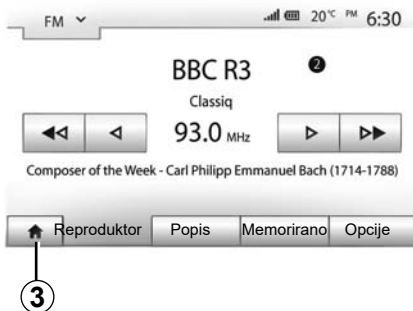 FM 20°C PM 6:30
BBC R3 2
Classiq
93.0 MHz
Composer of the Week - Carl Philipp Emmanuel Bach (1714-1788)
Reproduktor Popis Memorirano Opcije
3